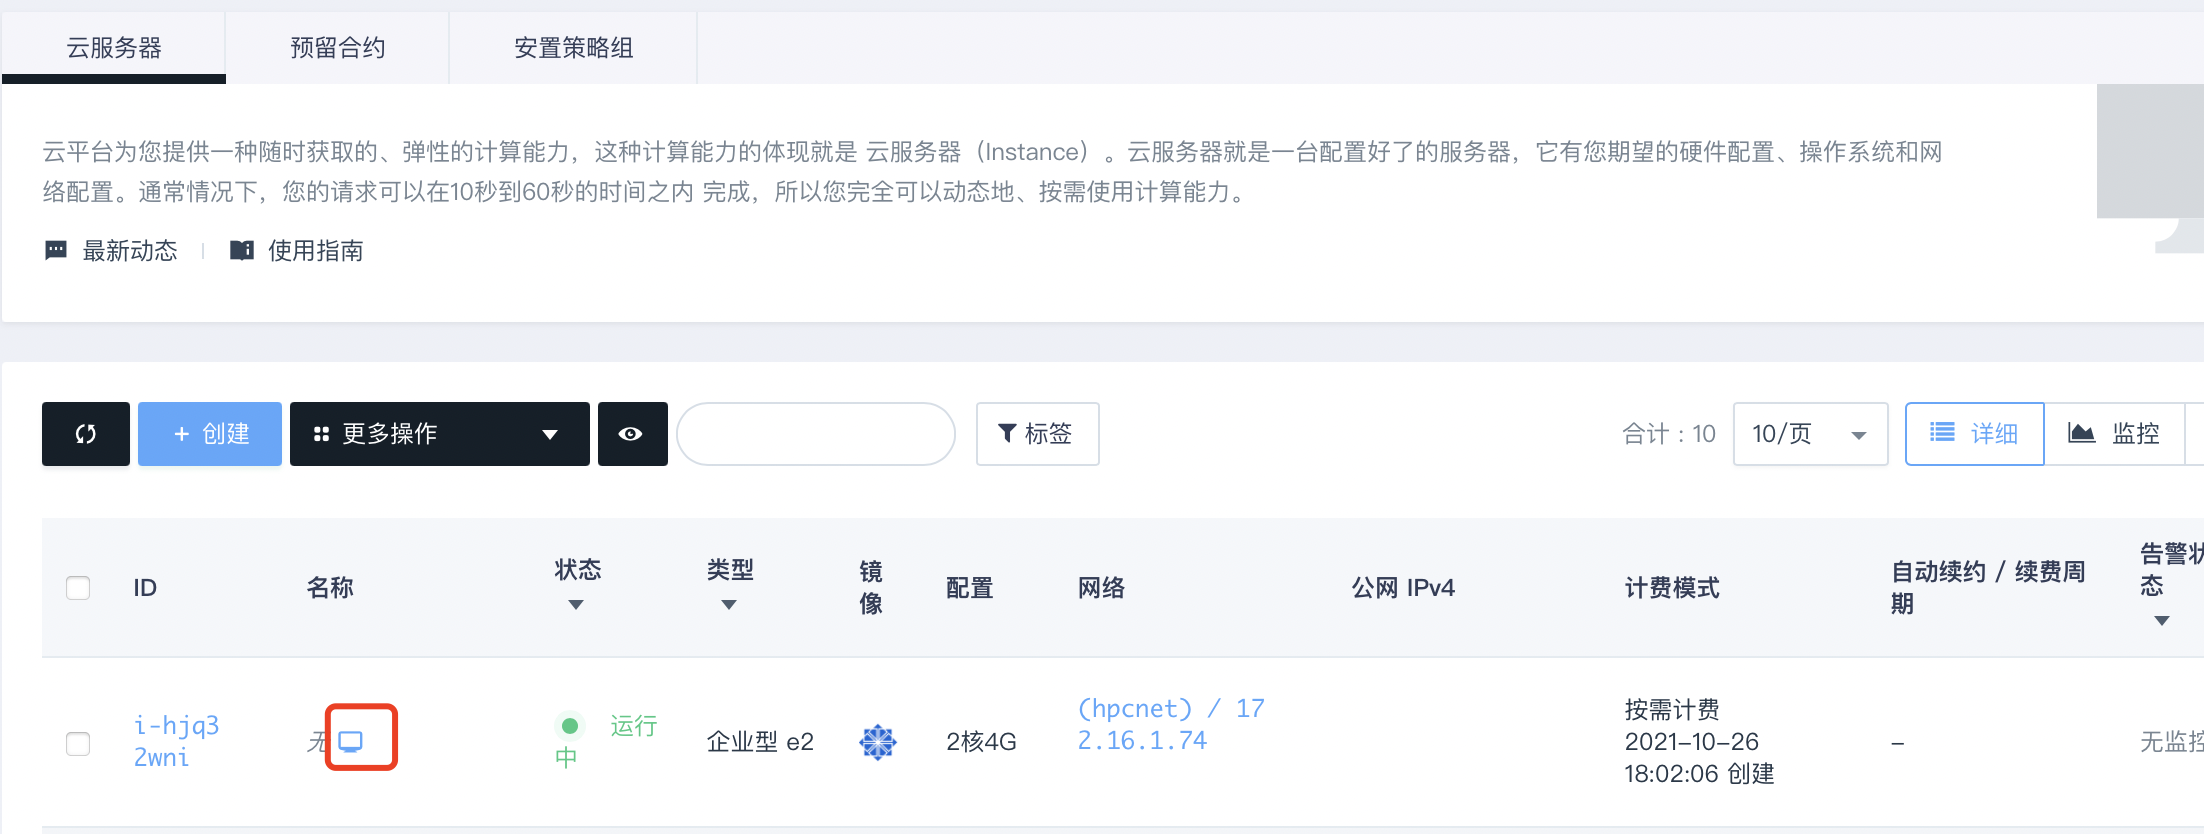 云服务器 预留合约 安置策略组
云平台为您提供一种随时获取的、弹性的计算能力，这种计算能力的体现就是 云服务器（Instance）。云服务器就是一台配置好了的服务器，它有您期望的硬件配置、操作系统和网
络配置。通常情况下，您的请求可以在10秒到60秒的时间之内 完成，所以您完全可以动态地、按需使用计算能力。
最新动态 使用指南
+ 创建 更多操作 标签 合计：10 10/页 详细 监控
ID 名称 状态 类型 镜像 配置 网络 公网 IPv4 计费模式 自动续约 / 续费周期 告警状态
i-hjq3
2wni
无
运行
中
企业型 e2
2核4G
(hpcnet) / 17
2.16.1.74
按需计费
2021-10-26
18:02:06 创建
–
无监控